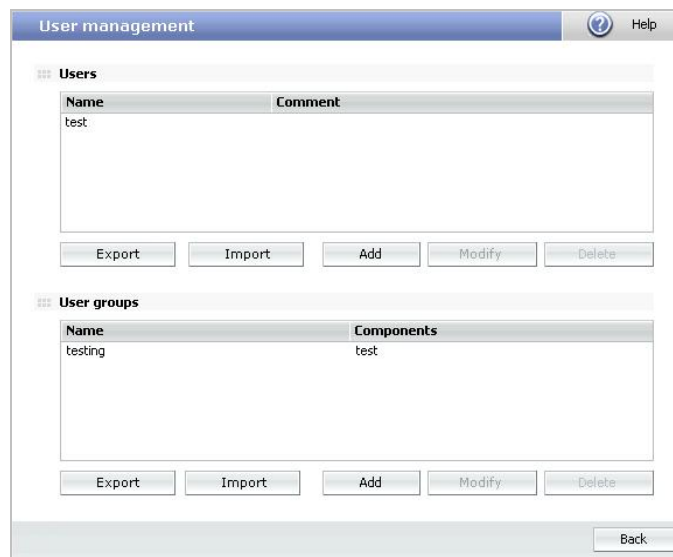 User management Help
Users
Name Comment
test
Export Import Add Modify Delete
User groups
Name Components
testing test
Export Import Add Modify Delete
Back